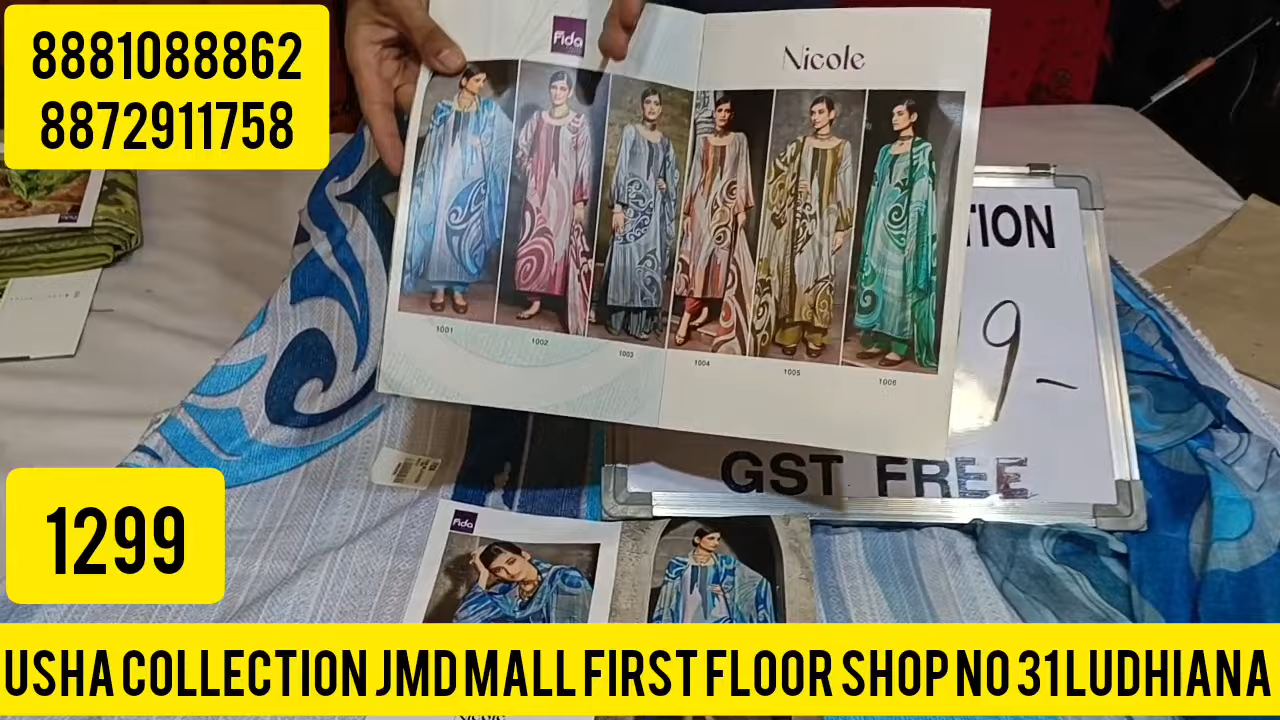 8881088862
8872911758
Fida
Nicole
1001
1002
1003
1004
1005
1006
TION
9-
GST FREE
1299
Fida
USHA COLLECTION JMD MALL FIRST FLOOR SHOP NO 31 LUDHIANA
Nicole